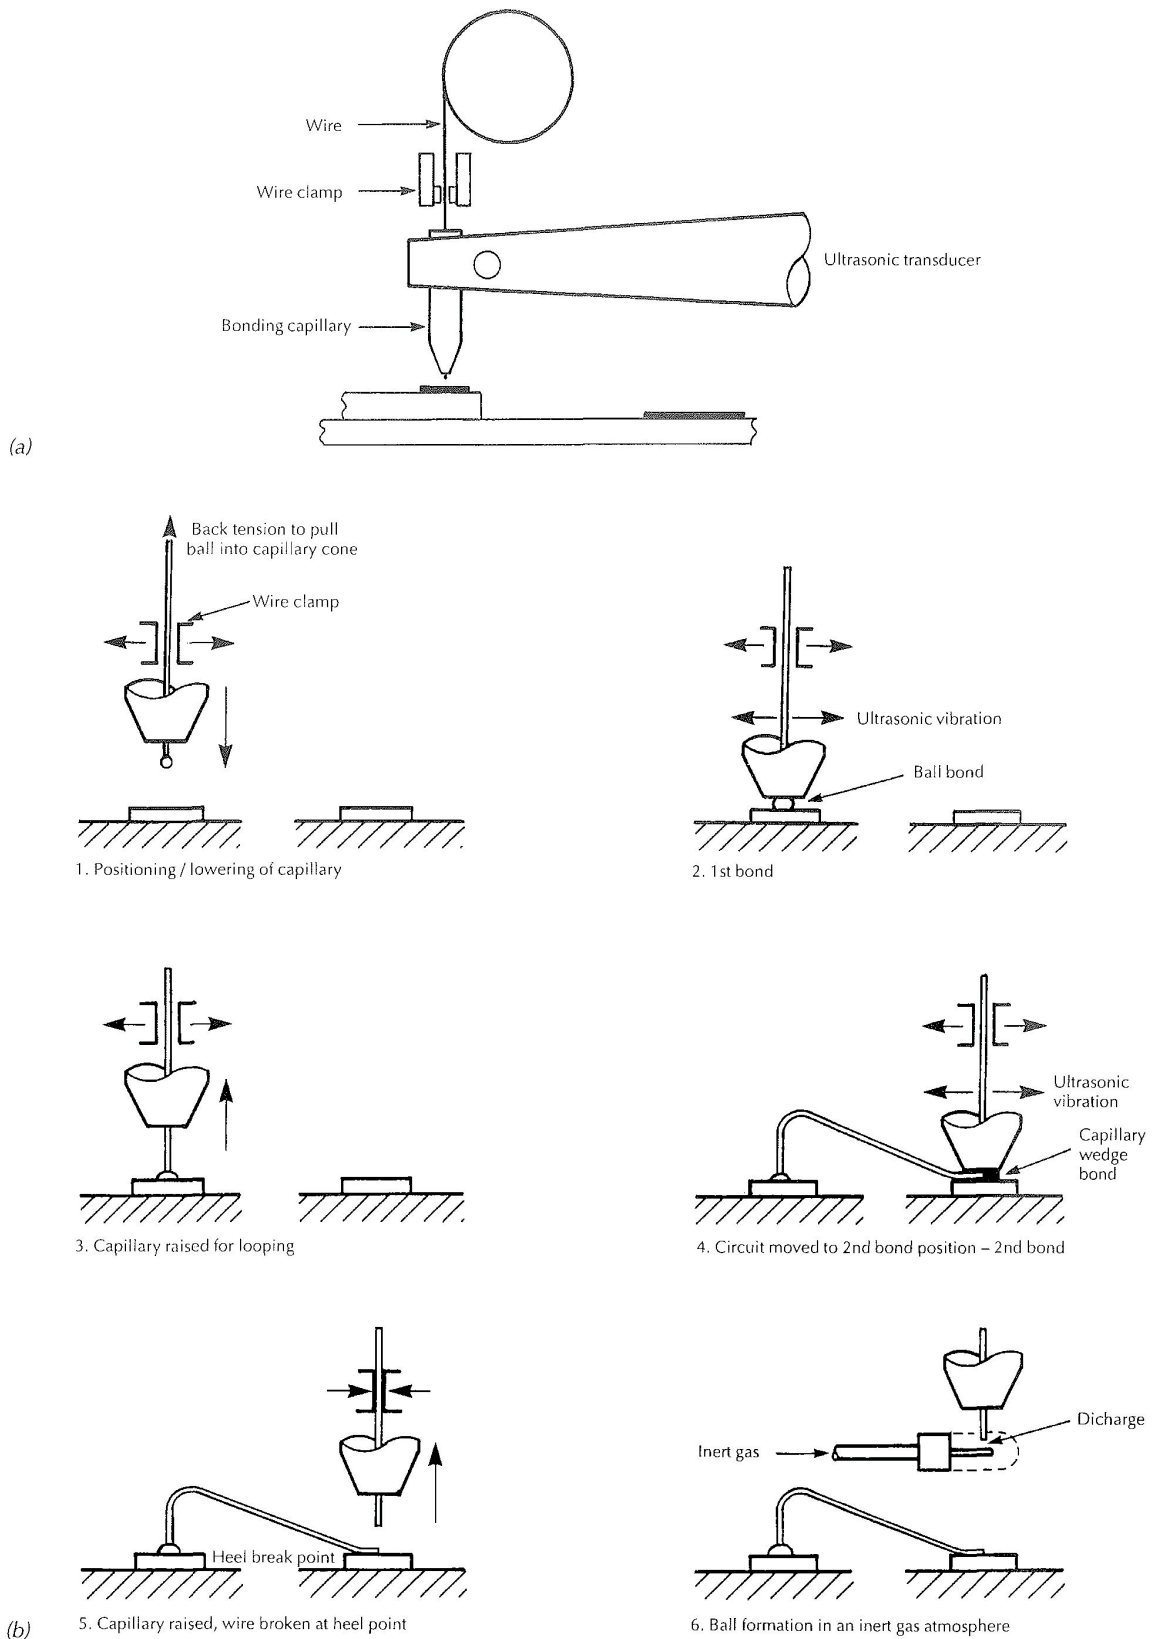 Wire
Wire clamp
Ultrasonic transducer
Bonding capillary
(a)
Back tension to pull
ball into capillary cone
Wire clamp
1. Positioning / lowering of capillary
Ultrasonic vibration
Ball bond
2. 1st bond
3. Capillary raised for looping
Ultrasonic
vibration
Capillary
wedge
bond
4. Circuit moved to 2nd bond position – 2nd bond
Heel break point
5. Capillary raised, wire broken at heel point
Dicharge
Inert gas
6. Ball formation in an inert gas atmosphere
(b)